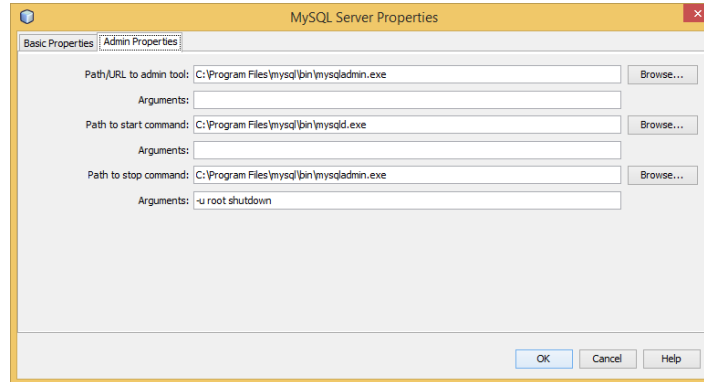 MySQL Server Properties
Basic Properties Admin Properties
Path/URL to admin tool: C:\Program Files\mysql\bin\mysqladmin.exe Browse...
Arguments:
Path to start command: C:\Program Files\mysql\bin\mysqld.exe Browse...
Arguments:
Path to stop command: C:\Program Files\mysql\bin\mysqladmin.exe Browse...
Arguments: -u root shutdown
OK Cancel Help